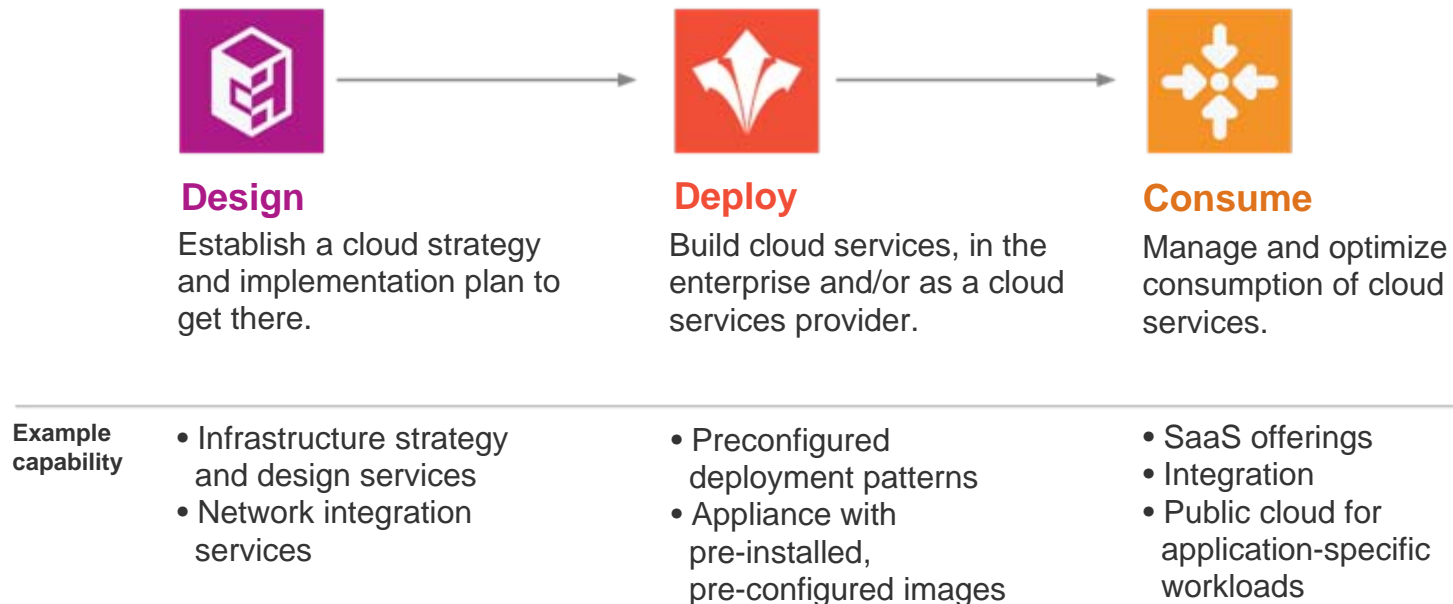 Design
Establish a cloud strategy
and implementation plan to
get there.
Deploy
Build cloud services, in the
enterprise and/or as a cloud
services provider.
Consume
Manage and optimize
consumption of cloud
services.
Example
capability
• Infrastructure strategy
and design services
• Network integration
services
• Preconfigured
deployment patterns
• Appliance with
pre-installed,
pre-configured images
• SaaS offerings
• Integration
• Public cloud for
application-specific
workloads